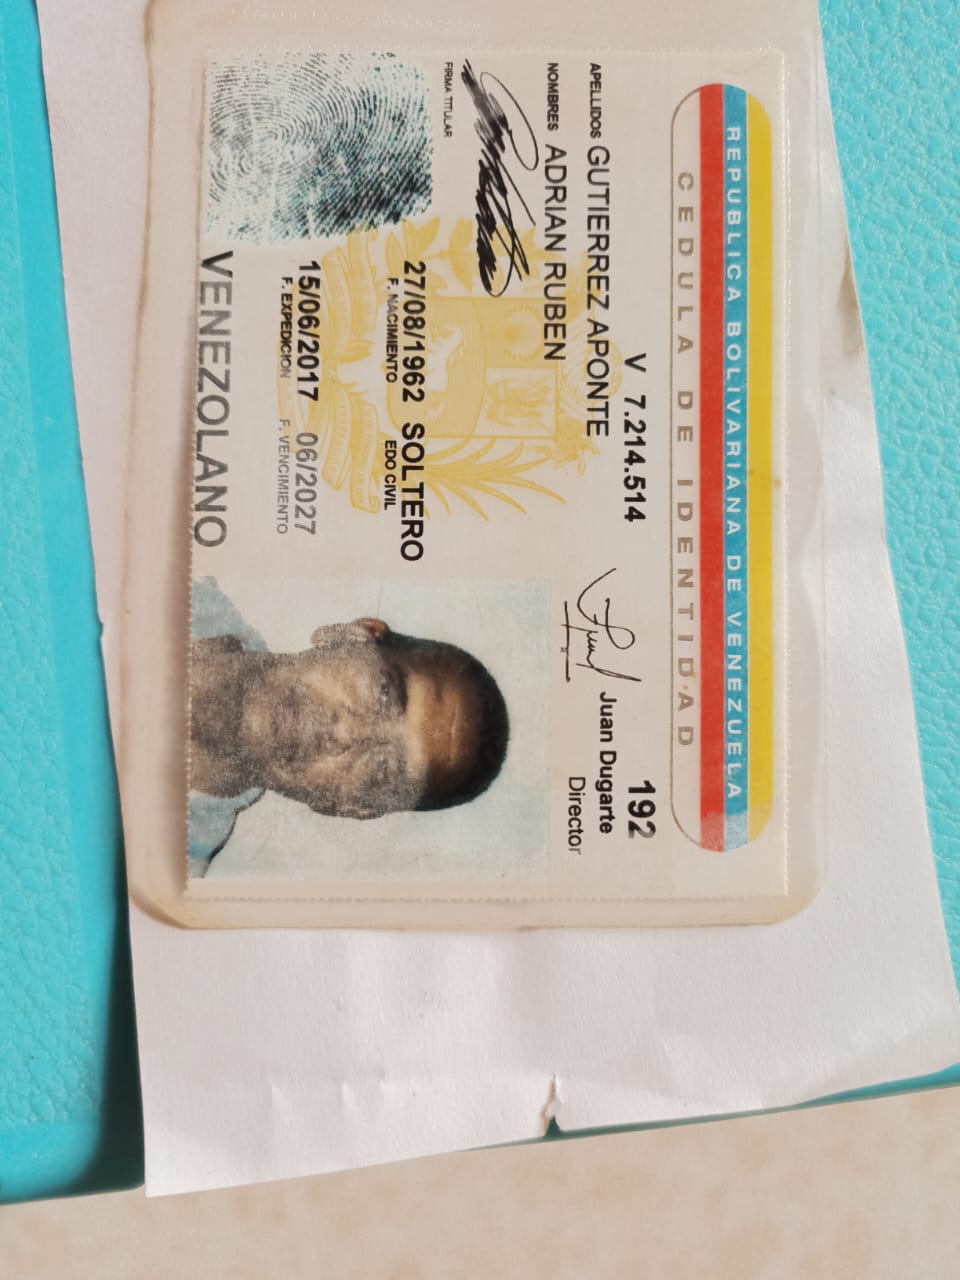 REPUBLICA BOLIVARIANA DE VENEZUELA
CEDULA DE IDENTIDAD
V 7.214.514
192
APELLIDOS GUTIERREZ APONTE
Juan Dugarte
NOMBRES ADRIAN RUBEN
Director
FIRMA TITULAR
27/08/1962 SOLTERO
F. NACIMIENTO EDO CIVIL
15/06/2017 06/2027
F. EXPEDICION F. VENCIMIENTO
VENEZOLANO